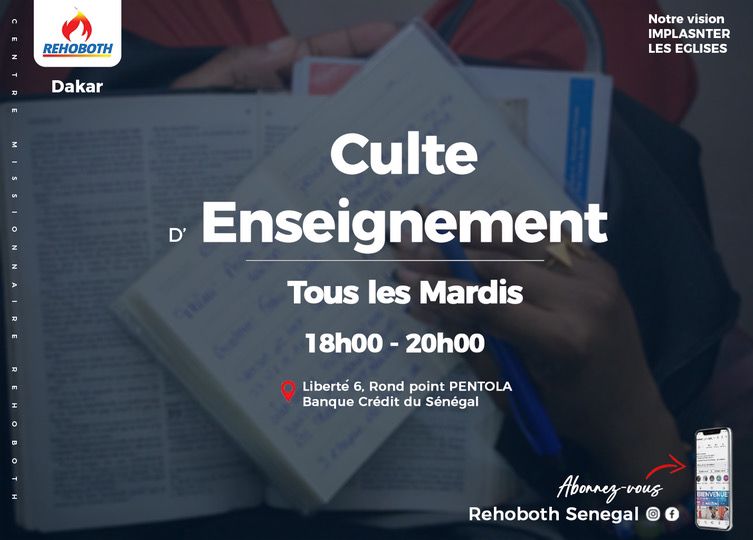 REHOBOTH
Dakar
Notre vision
IMPLASNTER
LES EGLISES
CENTRE MISSIONNAIRE REHOBOTH
Culte
D' Enseignement
Tous les Mardis
18h00 - 20h00
Liberté 6, Rond point PENTOLA
Banque Crédit du Sénégal
Abonnez-vous
Rehoboth Senegal
BIENVENUE